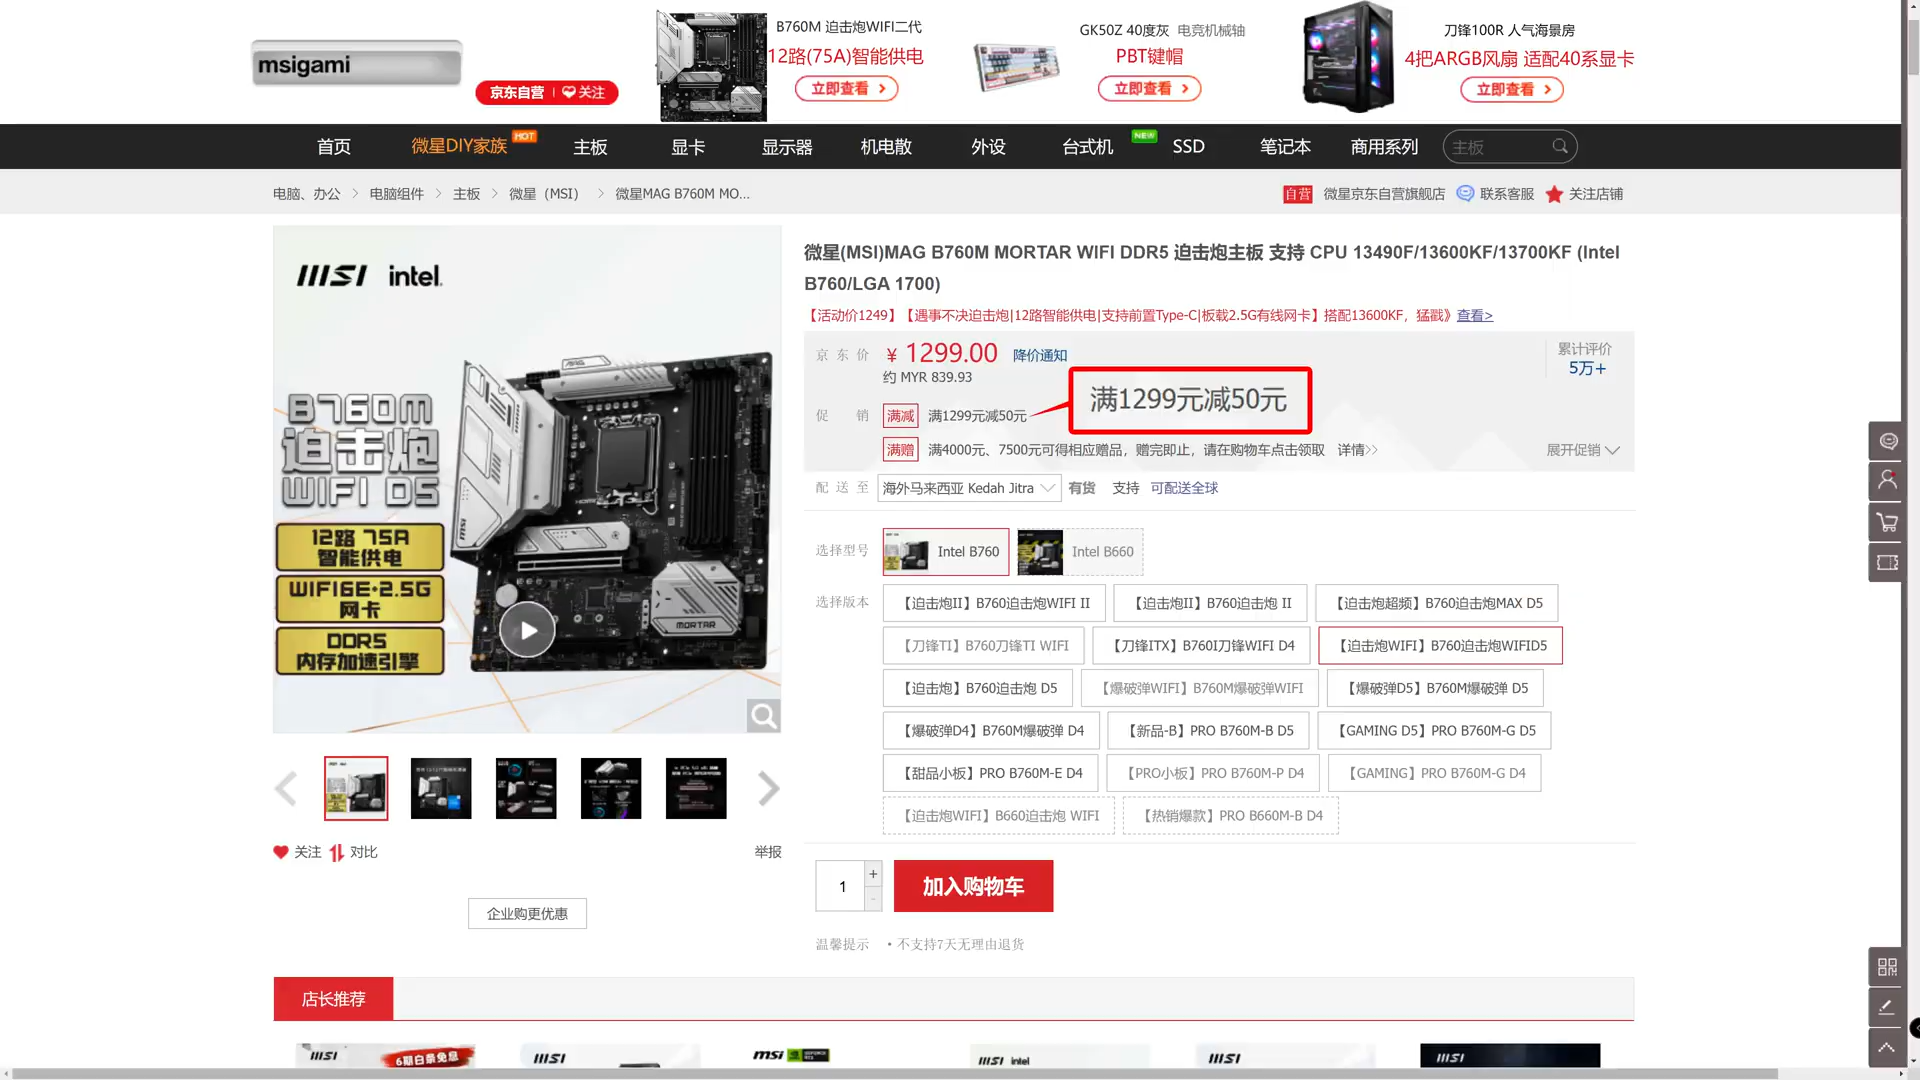 msigami
京东自营 关注
B760M 迫击炮WIFI二代
12路(75A)智能供电
立即查看 >
GK50Z 40度灰 电竞机械轴
PBT键帽
立即查看 >
刀锋100R 人气海景房
4把ARGB风扇 适配40系显卡
立即查看 >
首页 微星DIY家族 HOT 主板 显卡 显示器 机电散 外设 台式机 NEW SSD 笔记本 商用系列 主板
电脑、办公 > 电脑组件 > 主板 > 微星（MSI） > 微星MAG B760M MO...
自营 微星京东自营旗舰店 联系客服 关注店铺
msi intel.
B760M
迫击炮
WIFI D5
12路 75A
智能供电
WIFI6E·2.5G
网卡
DDR5
内存加速引擎
MORTAR
微星(MSI)MAG B760M MORTAR WIFI DDR5 迫击炮主板 支持 CPU 13490F/13600KF/13700KF (Intel
B760/LGA 1700)
【活动价1249】【遇事不决迫击炮|12路智能供电|支持前置Type-C|板载2.5G有线网卡】搭配13600KF，猛戳》查看>
京东价 ¥ 1299.00 降价通知
约 MYR 839.93
累计评价
5万+
促销 满减 满1299元减50元
满1299元减50元
满赠 满4000元、7500元可得相应赠品，赠完即止，请在购物车点击领取 详情>>
展开促销
配送至 海外马来西亚 Kedah Jitra 有货 支持 可配送全球
选择型号 Intel B760 Intel B660
选择版本 【迫击炮II】B760迫击炮WIFI II 【迫击炮II】B760迫击炮 II 【迫击炮超频】B760迫击炮MAX D5
【刀锋TI】B760刀锋TI WIFI 【刀锋ITX】B760I刀锋WIFI D4 【迫击炮WIFI】B760迫击炮WIFID5
【迫击炮】B760迫击炮 D5 【爆破弹WIFI】B760M爆破弹WIFI 【爆破弹D5】B760M爆破弹 D5
【爆破弹D4】B760M爆破弹 D4 【新品-B】PRO B760M-B D5 【GAMING D5】PRO B760M-G D5
【甜品小板】PRO B760M-E D4 【PRO小板】PRO B760M-P D4 【GAMING】PRO B760M-G D4
【迫击炮WIFI】B660迫击炮 WIFI 【热销爆款】PRO B660M-B D4
关注 对比 举报
企业购更优惠
1 + - 加入购物车
温馨提示 •不支持7天无理由退货
店长推荐
msi 6期白条免息
msi
msi
msi intel
msi
msi